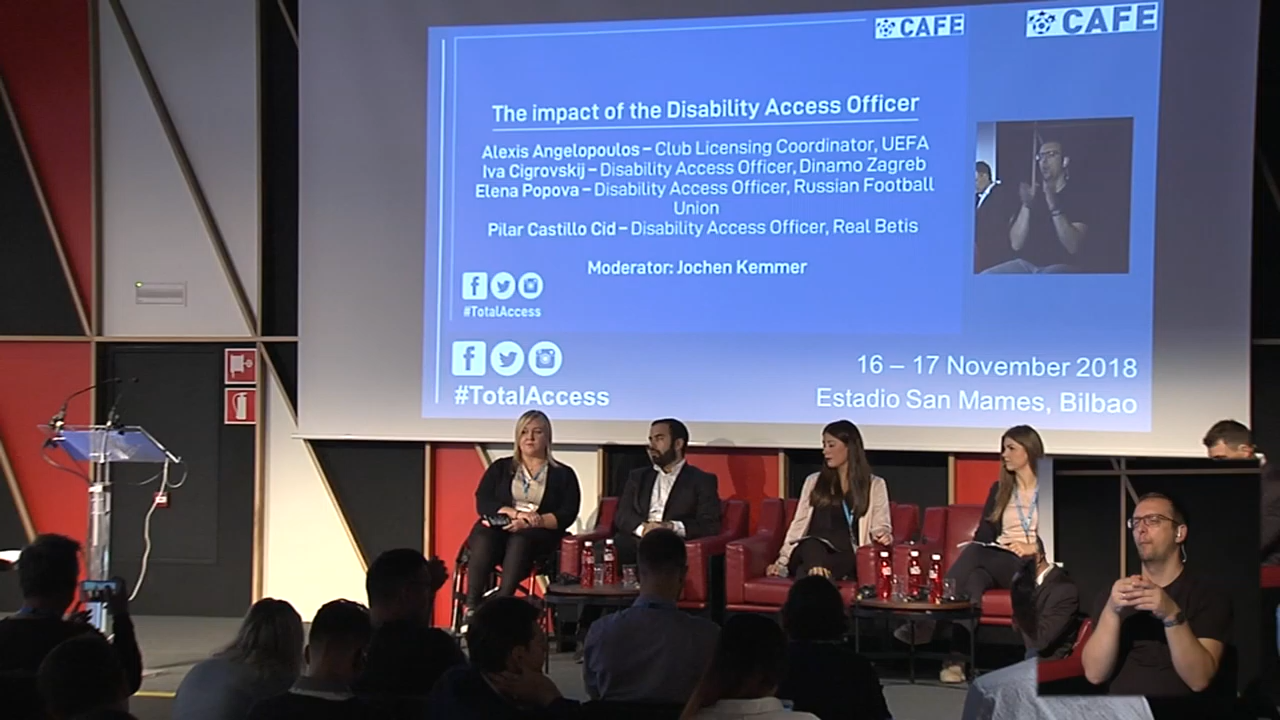 CAFE
CAFE
The impact of the Disability Access Officer
Alexis Angelopoulos – Club Licensing Coordinator, UEFA
Iva Cigrovskij – Disability Access Officer, Dinamo Zagreb
Elena Popova – Disability Access Officer, Russian Football
Union
Pilar Castillo Cid – Disability Access Officer, Real Betis
Moderator: Jochen Kemmer
#TotalAccess
#TotalAccess
16 – 17 November 2018
Estadio San Mames, Bilbao